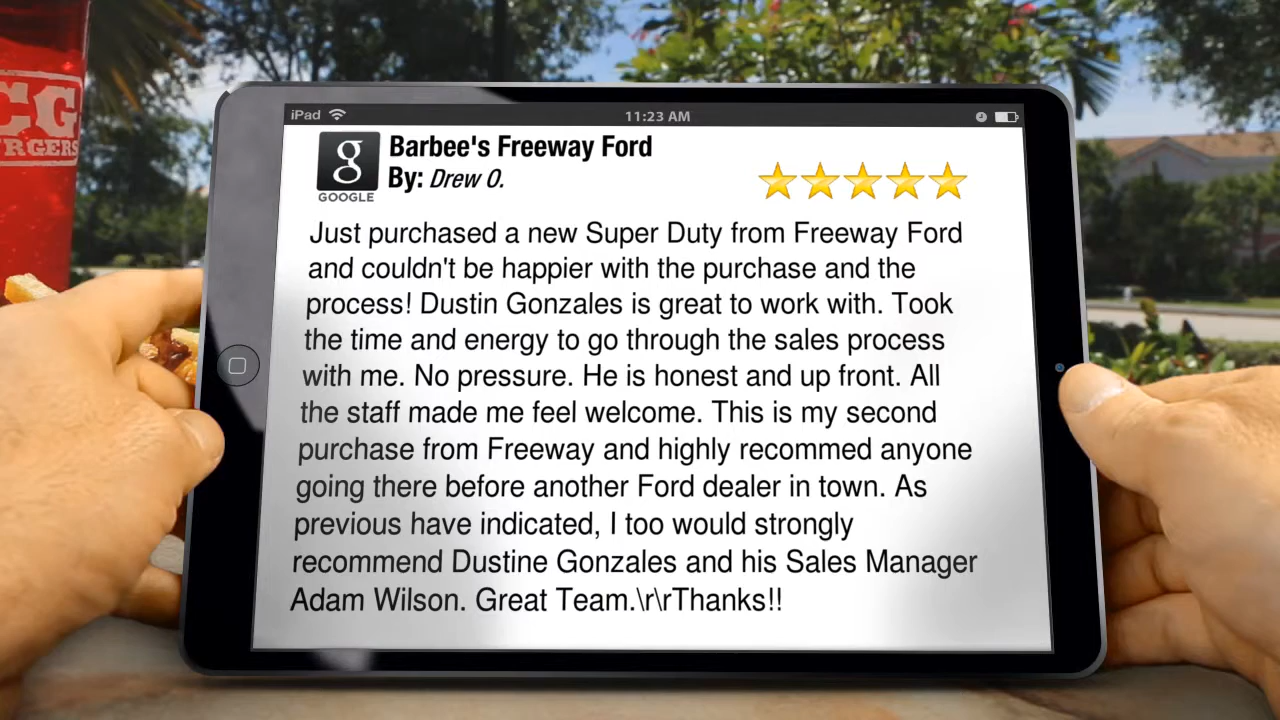 CG
URGERS
iPad
11:23 AM
g
GOOGLE
Barbee's Freeway Ford
By: Drew O.
Just purchased a new Super Duty from Freeway Ford
and couldn't be happier with the purchase and the
process! Dustin Gonzales is great to work with. Took
the time and energy to go through the sales process
with me. No pressure. He is honest and up front. All
the staff made me feel welcome. This is my second
purchase from Freeway and highly recommed anyone
going there before another Ford dealer in town. As
previous have indicated, I too would strongly
recommend Dustine Gonzales and his Sales Manager
Adam Wilson. Great Team.\r\rThanks!!